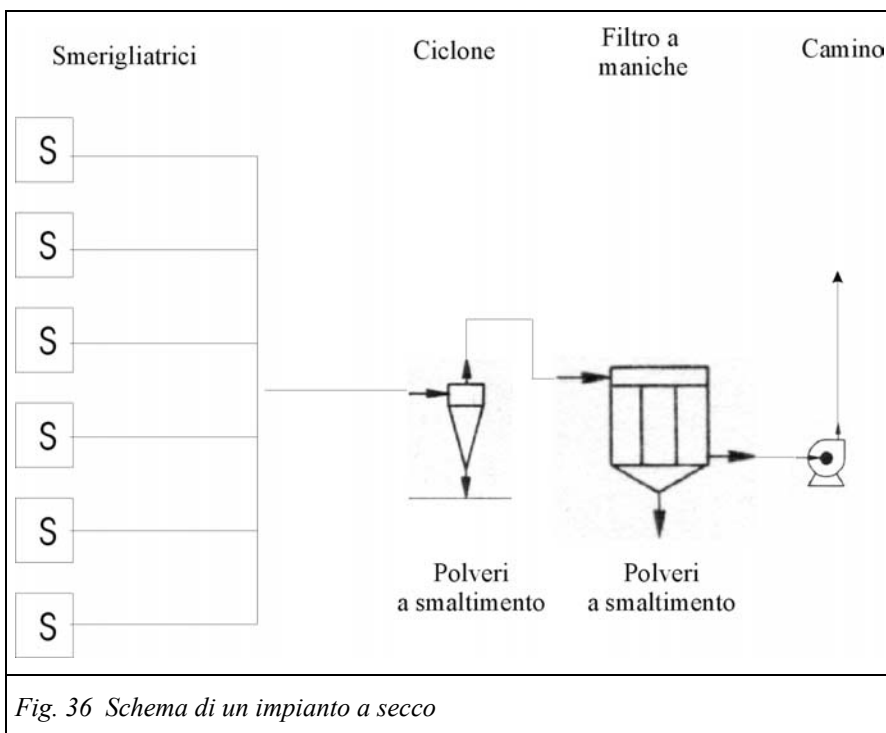 Smerigliatrici
Ciclone
Filtro a
maniche
Camino
S
S
S
S
S
S
Polveri
a smaltimento
Polveri
a smaltimento
Fig. 36 Schema di un impianto a secco